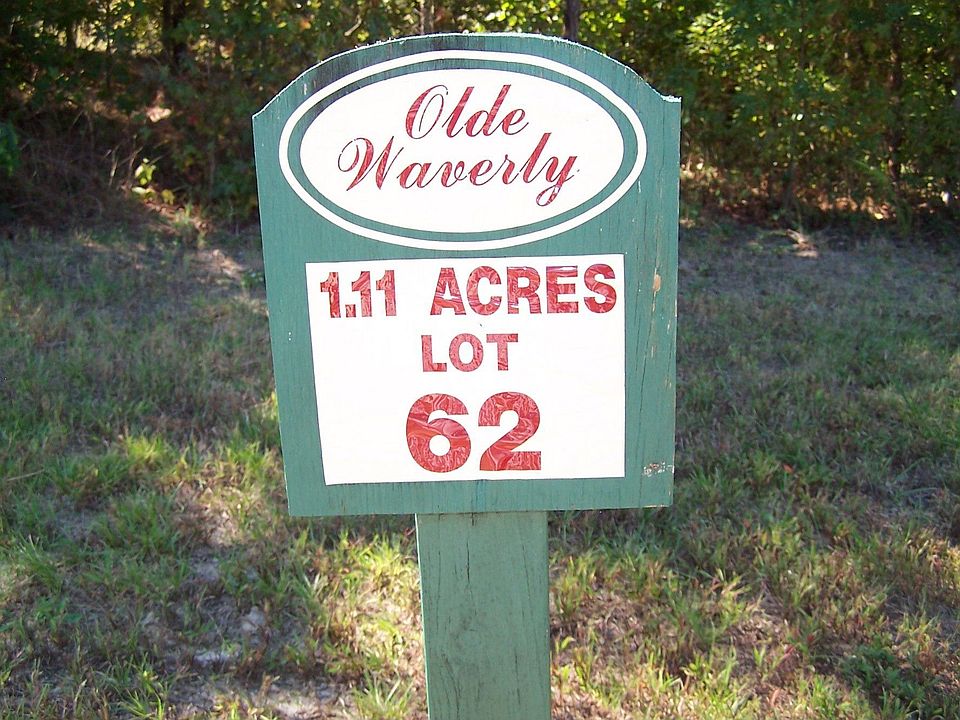 Olde
Waverly
1.11 ACRES
LOT
62